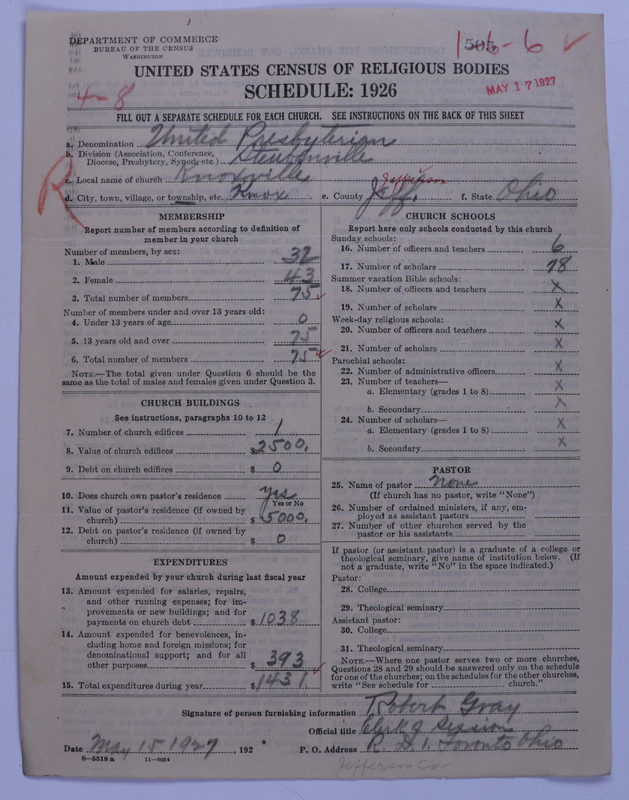 DEPARTMENT OF COMMERCE
BUREAU OF THE CENSUS
WASHINGTON
505
6-6
4-8
MAY 17 1927
UNITED STATES CENSUS OF RELIGIOUS BODIES
SCHEDULE: 1926
FILL OUT A SEPARATE SCHEDULE FOR EACH CHURCH. SEE INSTRUCTIONS ON THE BACK OF THIS SHEET
R
a. Denomination United Presbyterian
b. Division (Association, Conference, Diocese, Presbytery, Synod, etc.) Steubenville
c. Local name of church Knoxville
Jefferson
d. City, town, village, or township, etc. Knox e. County Jeff. f. State Ohio
MEMBERSHIP
Report number of members according to definition of
member in your church
Number of members, by sex:
1. Male 32
2. Female 43
3. Total number of members 75
Number of members under and over 13 years old:
4. Under 13 years of age 0
5. 13 years old and over 75
6. Total number of members 75
NOTE.—The total given under Question 6 should be the
same as the total of males and females given under Question 3.
CHURCH BUILDINGS
See instructions, paragraphs 10 to 12
7. Number of church edifices 1
8. Value of church edifices $ 2500.
9. Debt on church edifices $ 0
10. Does church own pastor's residence yes
Yes or No
11. Value of pastor's residence (if owned by
church) $ 5000.
12. Debt on pastor's residence (if owned by
church) $ 0
EXPENDITURES
Amount expended by your church during last fiscal year
13. Amount expended for salaries, repairs,
and other running expenses; for im-
provements or new buildings; and for
payments on church debt $ 1038
14. Amount expended for benevolences, in-
cluding home and foreign missions; for
denominational support; and for all
other purposes $ 393
15. Total expenditures during year $ 1431
CHURCH SCHOOLS
Report here only schools conducted by this church
Sunday schools:
16. Number of officers and teachers 6
17. Number of scholars 78
Summer vacation Bible schools:
18. Number of officers and teachers x
19. Number of scholars x
Week-day religious schools:
20. Number of officers and teachers x
21. Number of scholars x
Parochial schools:
22. Number of administrative officers x
23. Number of teachers—
a. Elementary (grades 1 to 8) x
b. Secondary x
24. Number of scholars—
a. Elementary (grades 1 to 8) x
b. Secondary x
PASTOR
25. Name of pastor None
(If church has no pastor, write "None")
26. Number of ordained ministers, if any, em-
ployed as assistant pastors
27. Number of other churches served by the
pastor or his assistants
If pastor (or assistant pastor) is a graduate of a college or
theological seminary, give name of institution below. (If
not a graduate, write "No" in the space indicated.)
Pastor:
28. College
29. Theological seminary
Assistant pastor:
30. College
31. Theological seminary
NOTE.—Where one pastor serves two or more churches,
Questions 28 and 29 should be answered only on the schedule
for one of the churches; on the schedules for the other churches,
write "See schedule for church."
Signature of person furnishing information Robert Gray
Official title Clerk of Session
Date May 15 1927, 192 P. O. Address R. D. 1. Toronto Ohio
8—5518a 11—9054
Jefferson Co